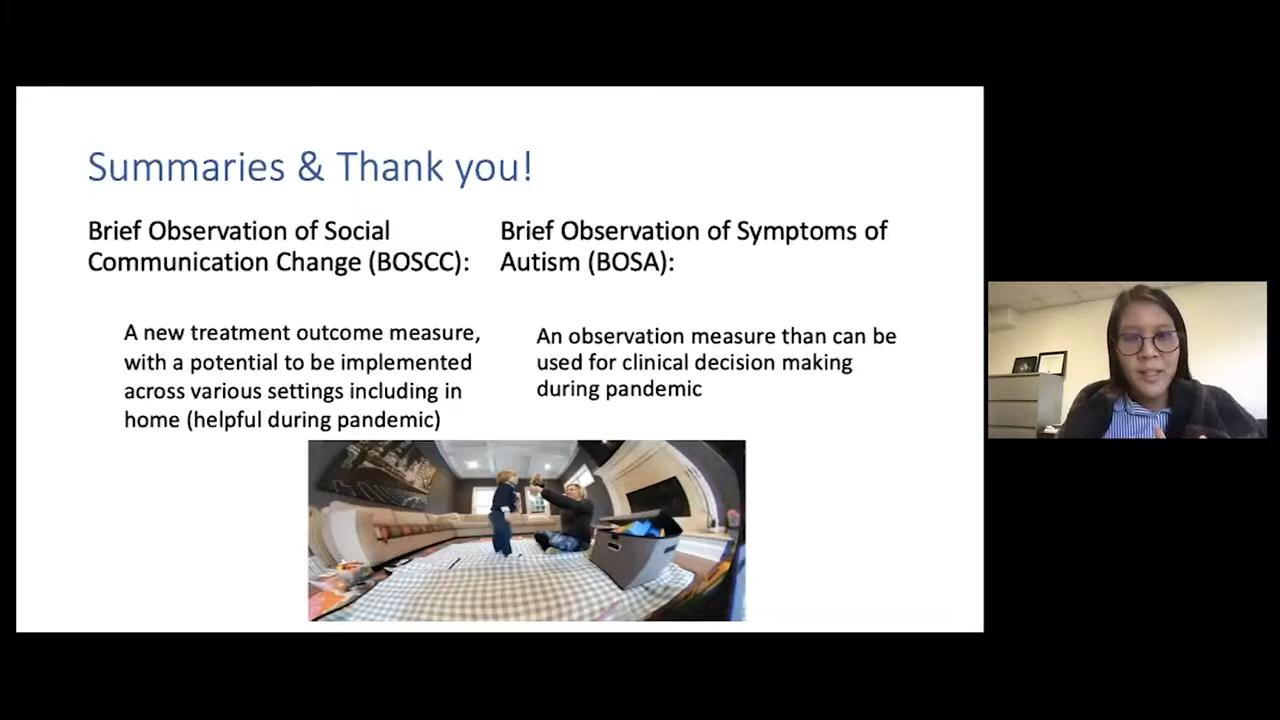 Summaries & Thank you!
Brief Observation of Social
Communication Change (BOSCC):
A new treatment outcome measure,
with a potential to be implemented
across various settings including in
home (helpful during pandemic)
Brief Observation of Symptoms of
Autism (BOSA):
An observation measure than can be
used for clinical decision making
during pandemic